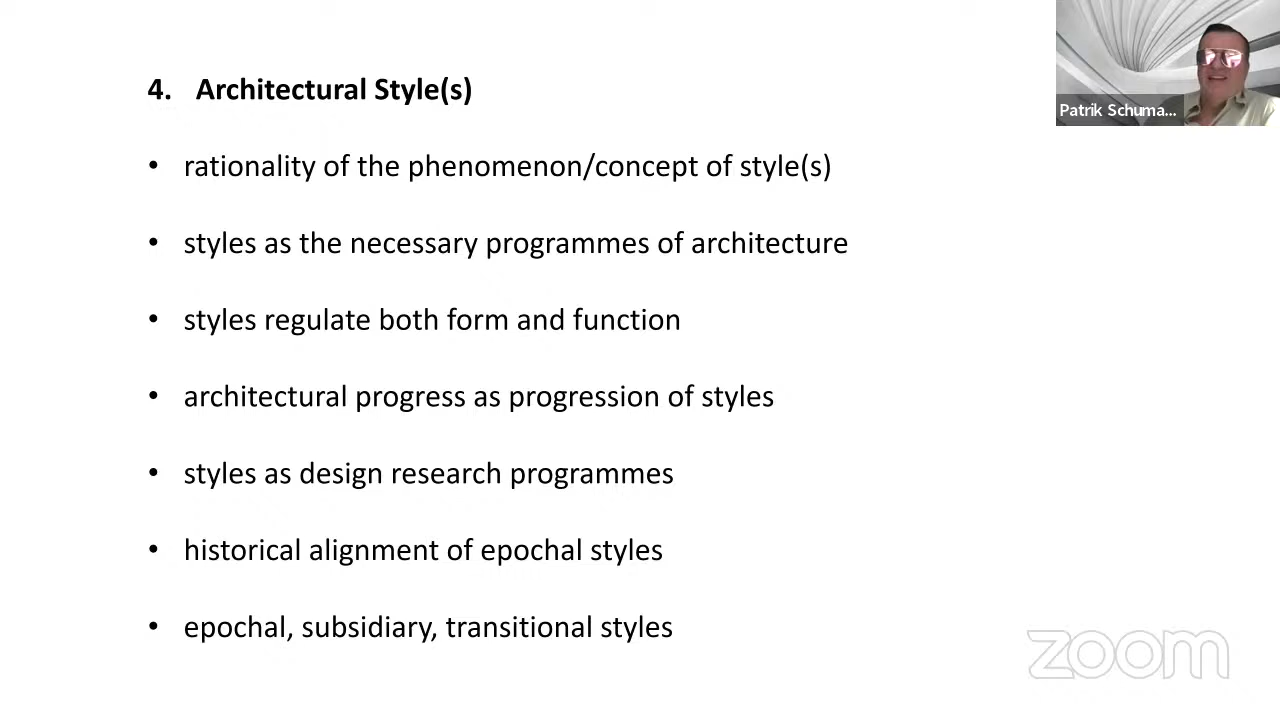 4. Architectural Style(s)
Patrik Schuma...
• rationality of the phenomenon/concept of style(s)
• styles as the necessary programmes of architecture
• styles regulate both form and function
• architectural progress as progression of styles
• styles as design research programmes
• historical alignment of epochal styles
• epochal, subsidiary, transitional styles
zoom